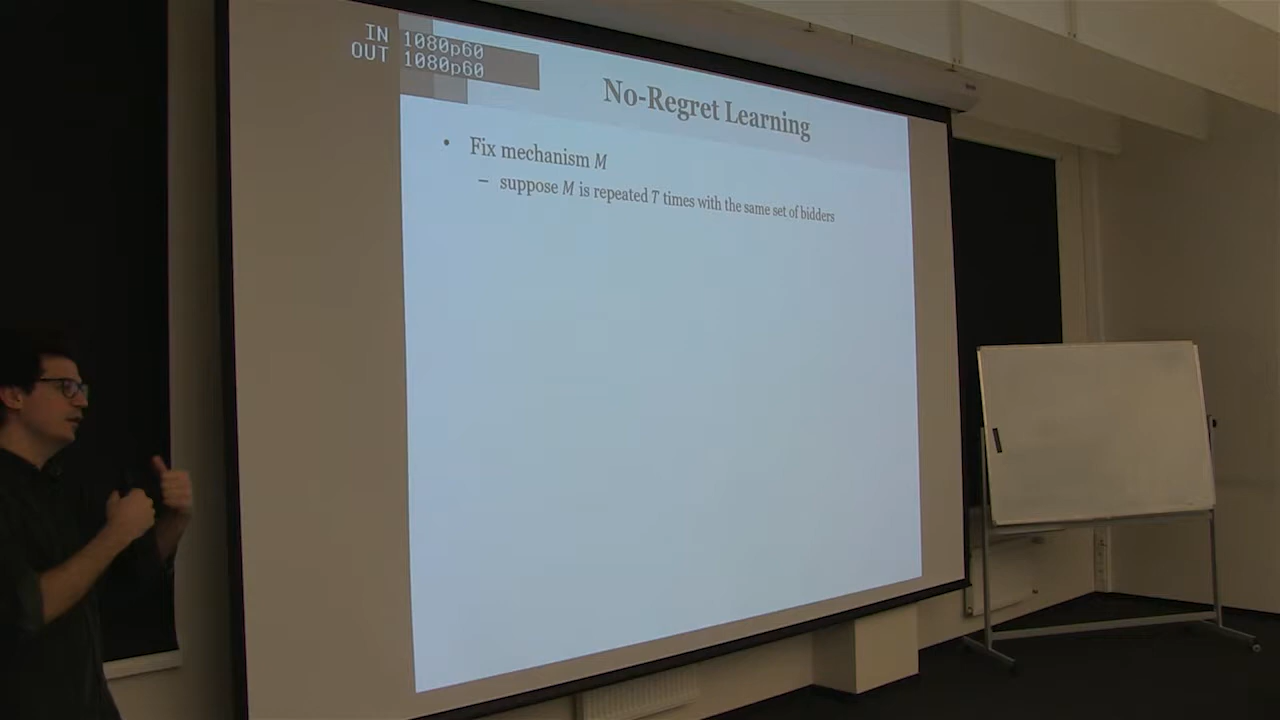 IN 1080p60
OUT 1080p60
No-Regret Learning
• Fix mechanism M
– suppose M is repeated T times with the same set of bidders